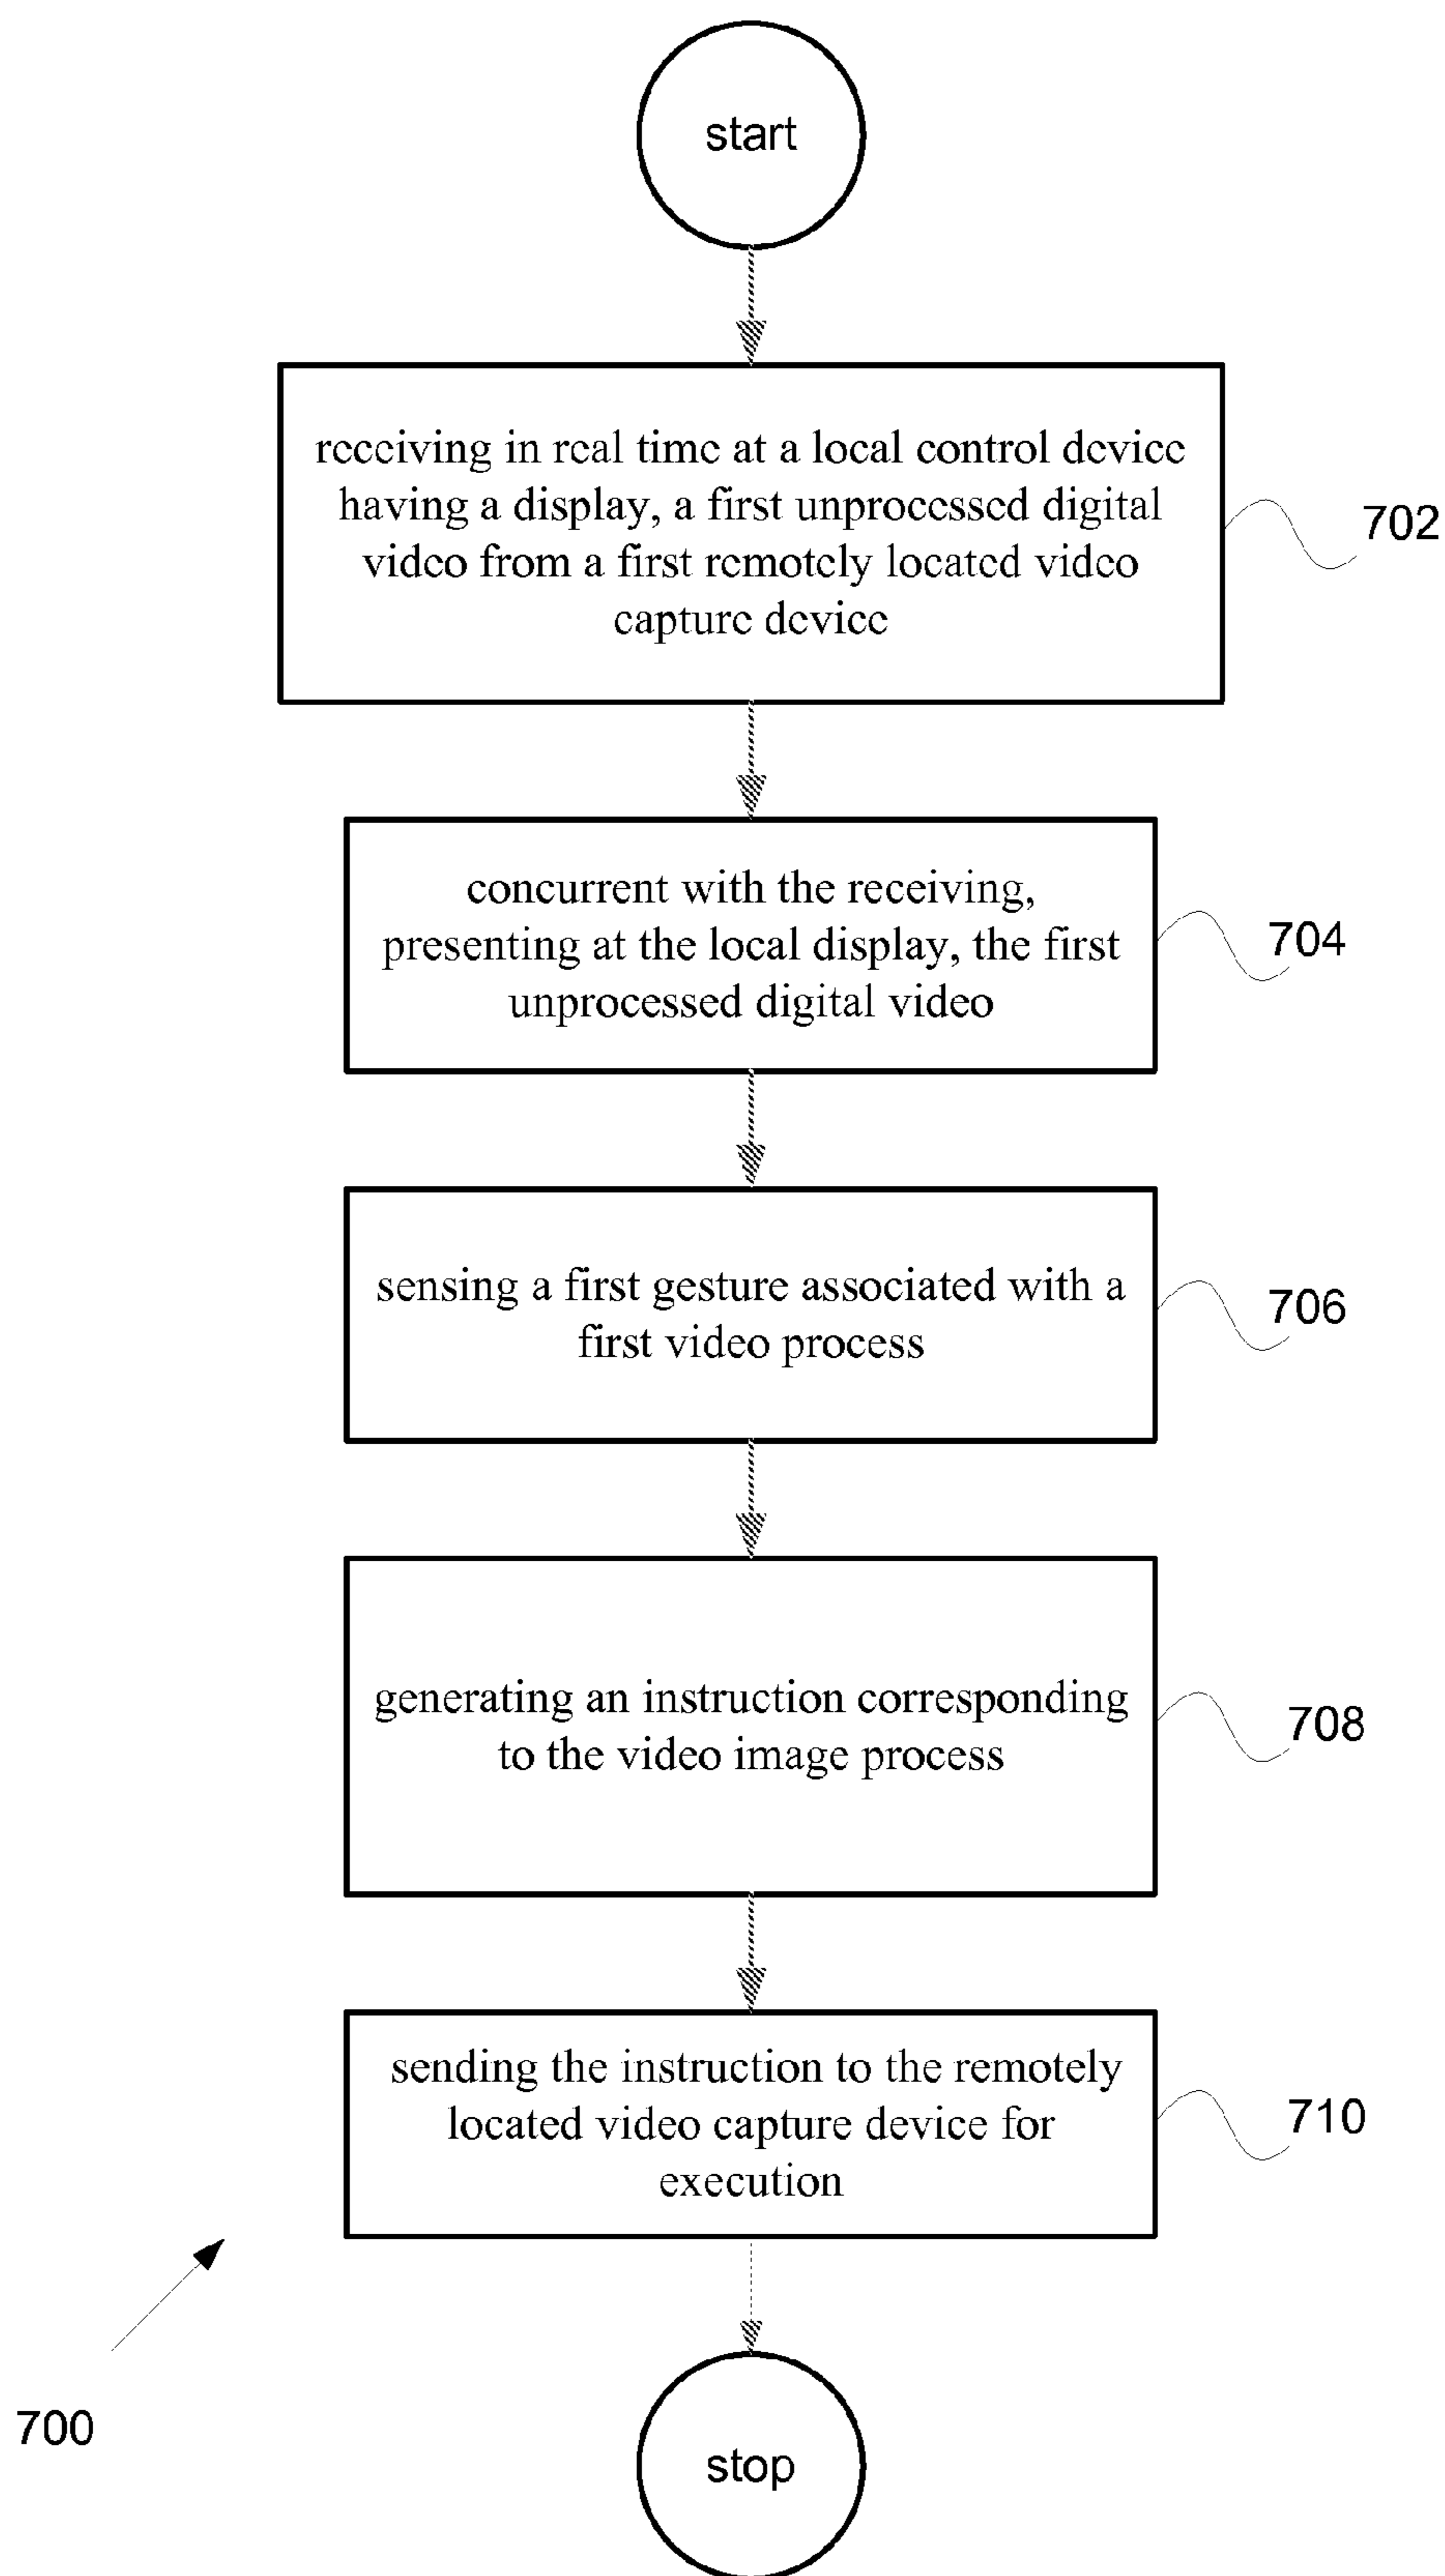 start
receiving in real time at a local control device
having a display, a first unprocessed digital
video from a first remotely located video
capture device
702
concurrent with the receiving,
presenting at the local display, the first
unprocessed digital video
704
sensing a first gesture associated with a
first video process
706
generating an instruction corresponding
to the video image process
708
sending the instruction to the remotely
located video capture device for
execution
710
700
stop